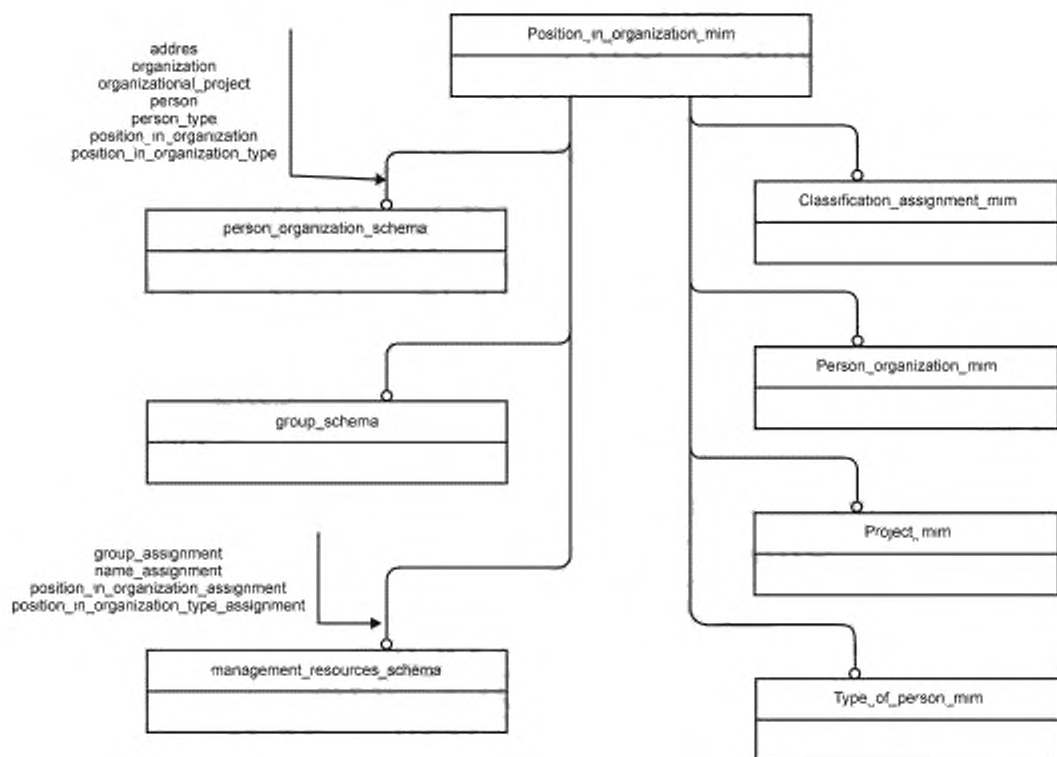 Position_in_organization_mim
addres
organization
organizational_project
person
person_type
position_in_organization
position_in_organization_type
person_organization_schema
Classification_assignment_mim
Person_organization_mim
group_schema
Project_mim
group_assignment
name_assignment
position_in_organization_assignment
position_in_organization_type_assignment
management_resources_schema
Type_of_person_mim